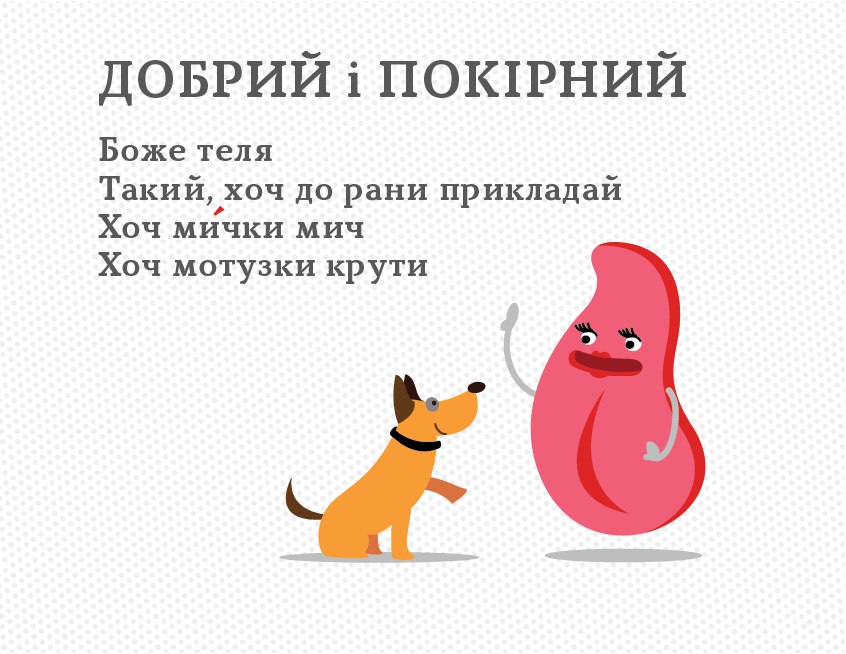 ДОБРИЙ і ПОКІРНИЙ
Боже теля
Такий, хоч до рани прикладай
Хоч ми́чки мич
Хоч мотузки крути